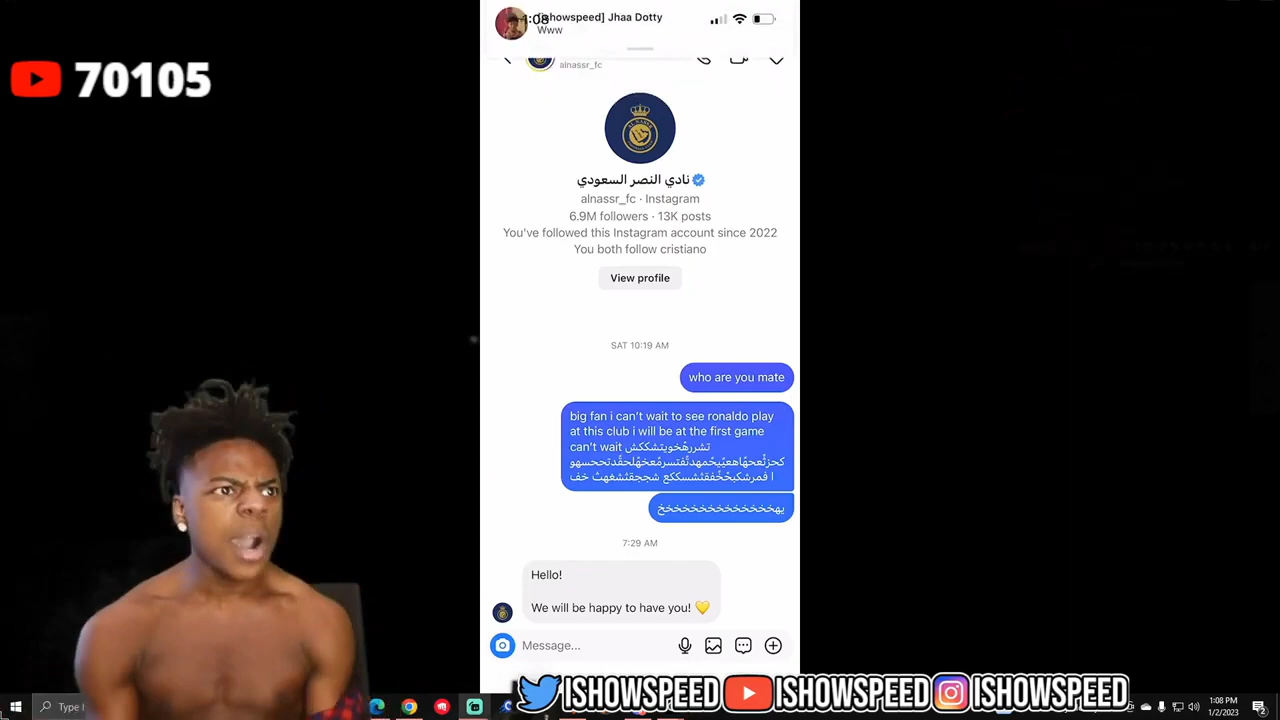 70105
1:08
[ishowspeed] Jhaa Dotty
Www
alnassr_fc
نادي النصر السعودي
alnassr_fc · Instagram
6.9M followers · 13K posts
You've followed this Instagram account since 2022
You both follow cristiano
View profile
SAT 10:19 AM
who are you mate
big fan i can't wait to see ronaldo play
at this club i will be at the first game
can't wait
7:29 AM
Hello!
We will be happy to have you! 💛
Message...
ISHOWSPEED ISHOWSPEED ISHOWSPEED
Type
1:08 PM
1/2/2023